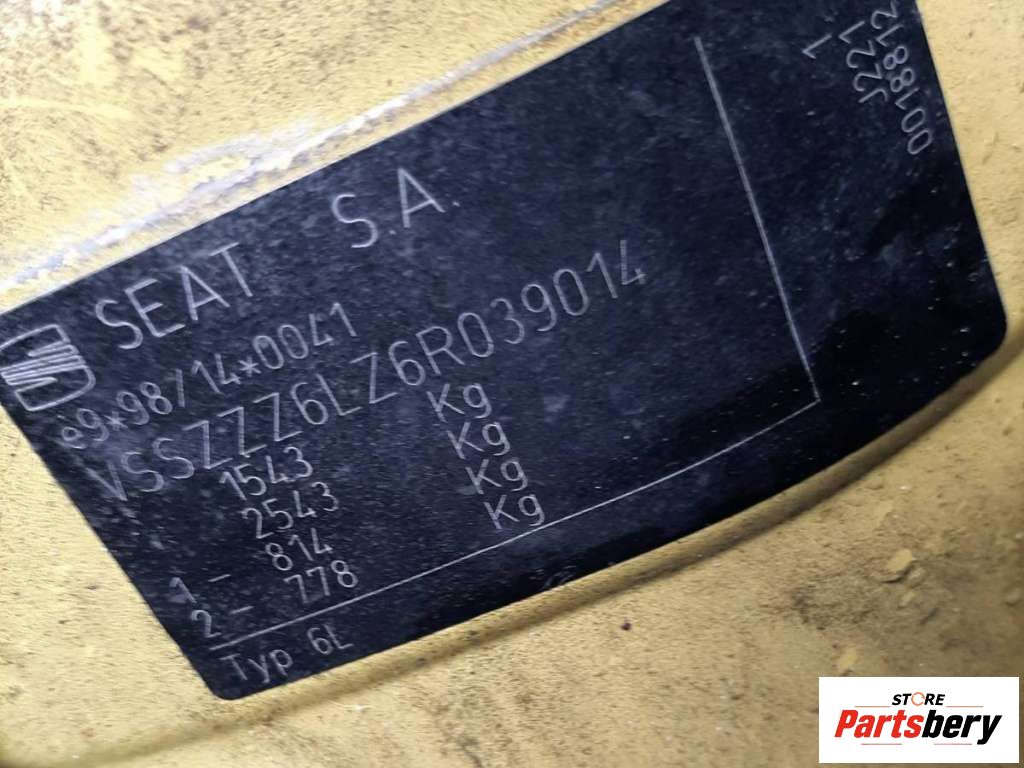 SEAT S.A.
e9*98/14*0041
VSSZZZ6LZ6R039014
1543 Kg
2543 Kg
1 - 814 Kg
2 - 778 Kg
Typ 6L
1
J221
0018812
STORE
Partsbery